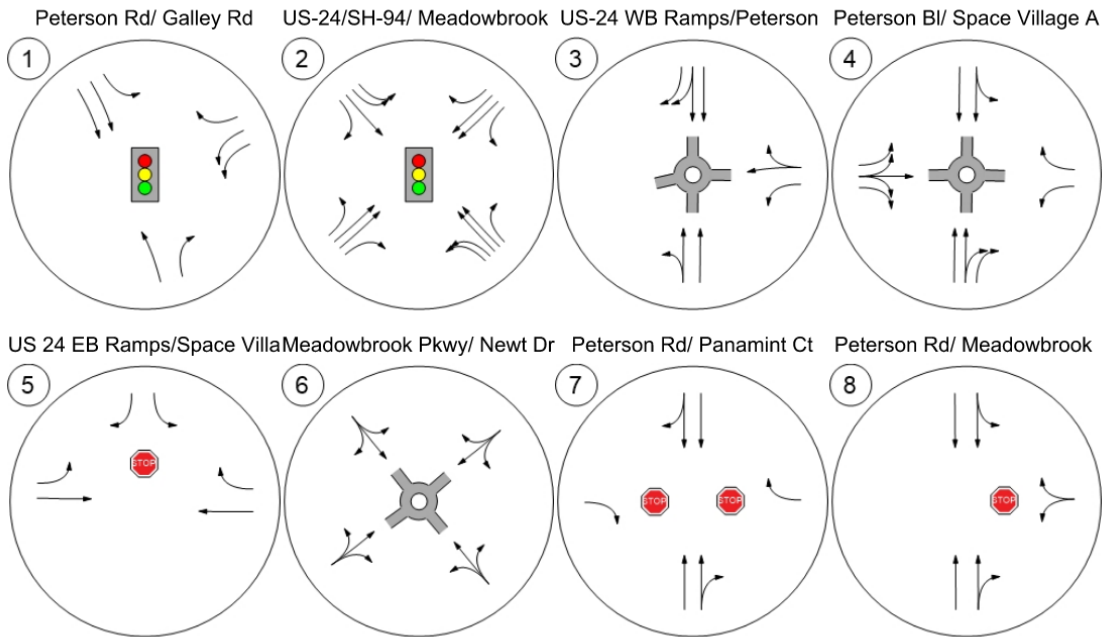 Peterson Rd/ Galley Rd
US-24/SH-94/ Meadowbrook
US-24 WB Ramps/Peterson
Peterson Bl/ Space Village A
1
2
3
4
US 24 EB Ramps/Space Villa
Meadowbrook Pkwy/ Newt Dr
Peterson Rd/ Panamint Ct
Peterson Rd/ Meadowbrook
5
6
7
8
STOP
STOP
STOP
STOP